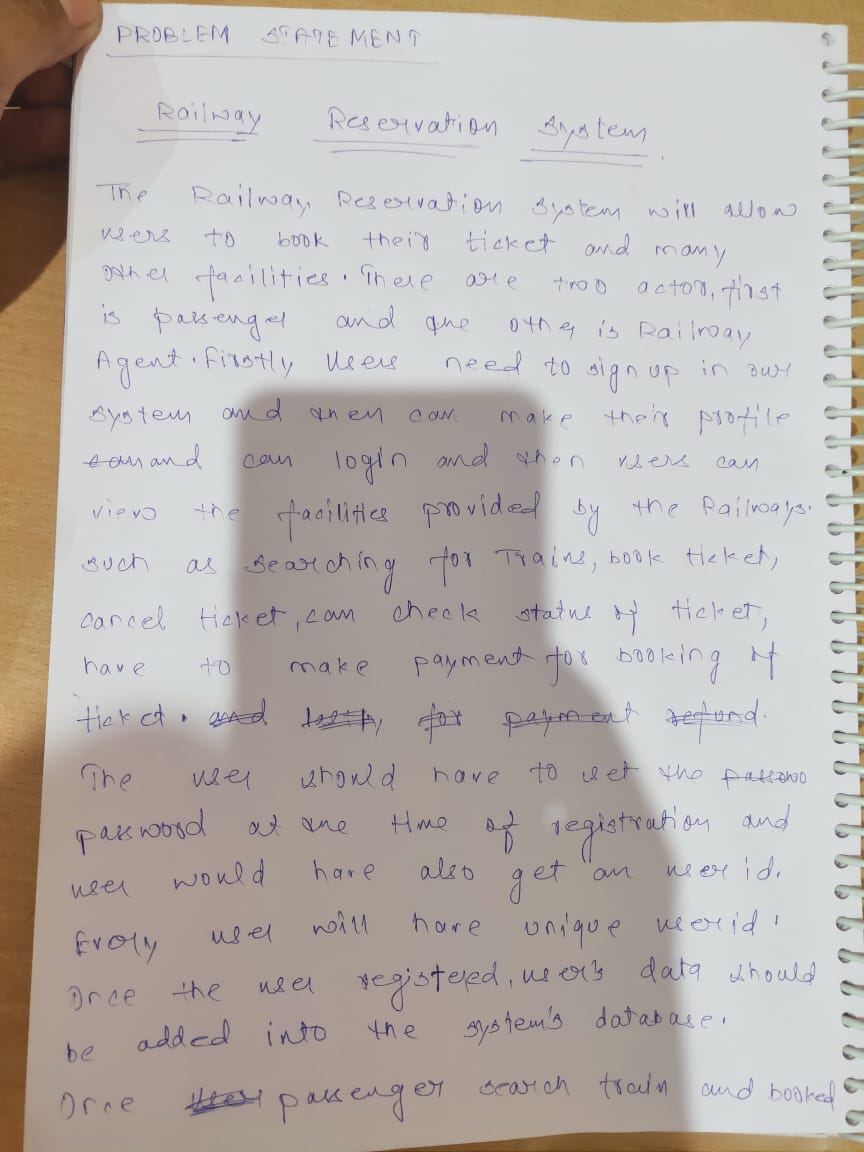 PROBLEM STATEMENT
Railway Reservation System.
The Railway Reservation System will allow
users to book their ticket and many
other facilities. There are two actor, first
is passenger and the other is Railway
Agent. Firstly users need to sign up in our
system and then can make their profile
can and can login and then users can
view the facilities provided by the Railways.
such as searching for Trains, book ticket,
cancel ticket, can check status of ticket,
have to make payment for booking of
ticket. and for payment refund.
The user should have to set the passwo
password at the time of registration and
user would have also get an user id.
Every user will have unique userid.
Once the user registered, user's data should
be added into the system's database.
Once passenger search train and booked